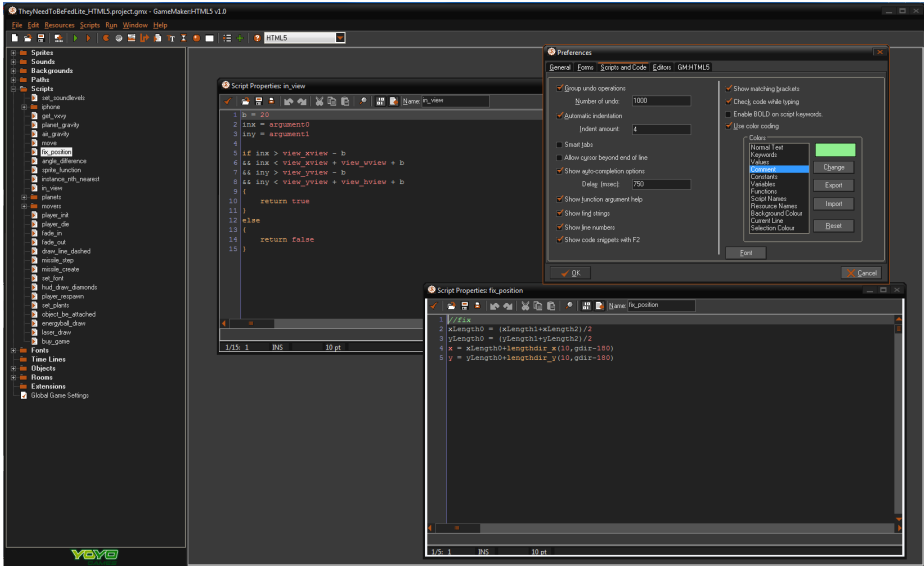 TheyNeedToBeFedLite_HTML5.project.gmx - GameMaker:HTML5 v1.0
File Edit Resources Scripts Run Window Help
HTML5
Sprites
Sounds
Backgrounds
Paths
Scripts
set_soundlevels
iphone
get_vxvy
planet_gravity
air_gravity
move
fix_position
angle_difference
sprite_function
instance_nth_nearest
in_view
planets
movers
player_init
player_die
fade_in
fade_out
draw_line_dashed
missile_step
missile_create
set_font
hud_draw_diamonds
player_respawn
set_plants
object_be_attached
energyball_draw
laser_draw
buy_game
Fonts
Time Lines
Objects
Rooms
Extensions
Global Game Settings
YOYO
Script Properties: in_view
Name: in_view
1 b = 20
2 inx = argument0
3 iny = argument1
4
5 if inx > view_xview - b
6 && inx < view_xview + view_wview + b
7 && iny > view_yview - b
8 && iny < view_yview + view_hview + b
9 {
10 return true
11 }
12 else
13 {
14 return false
15 }
1/15: 1 INS 10 pt
Preferences
General Forms Scripts and Code Editors GM:HTML5
Group undo operations
Number of undo: 1000
Automatic indentation
Indent amount: 4
Smart tabs
Allow cursor beyond end of line
Show auto-completion options
Delay (msec): 750
Show function argument help
Show find strings
Show line numbers
Show code snippets with F2
Show matching brackets
Check code while typing
Enable BOLD on script keywords.
Use color coding
Colors
Normal Text
Keywords
Values
Comment
Constants
Variables
Functions
Script Names
Resource Names
Background Colour
Current Line
Selection Colour
Change
Export
Import
Reset
Font
OK
Cancel
Script Properties: fix_position
Name: fix_position
1 //fix
2 xLength0 = (xLength1+xLength2)/2
3 yLength0 = (yLength1+yLength2)/2
4 x = xLength0+lengthdir_x(10,gdir-180)
5 y = yLength0+lengthdir_y(10,gdir-180)
1/5: 1 INS 10 pt